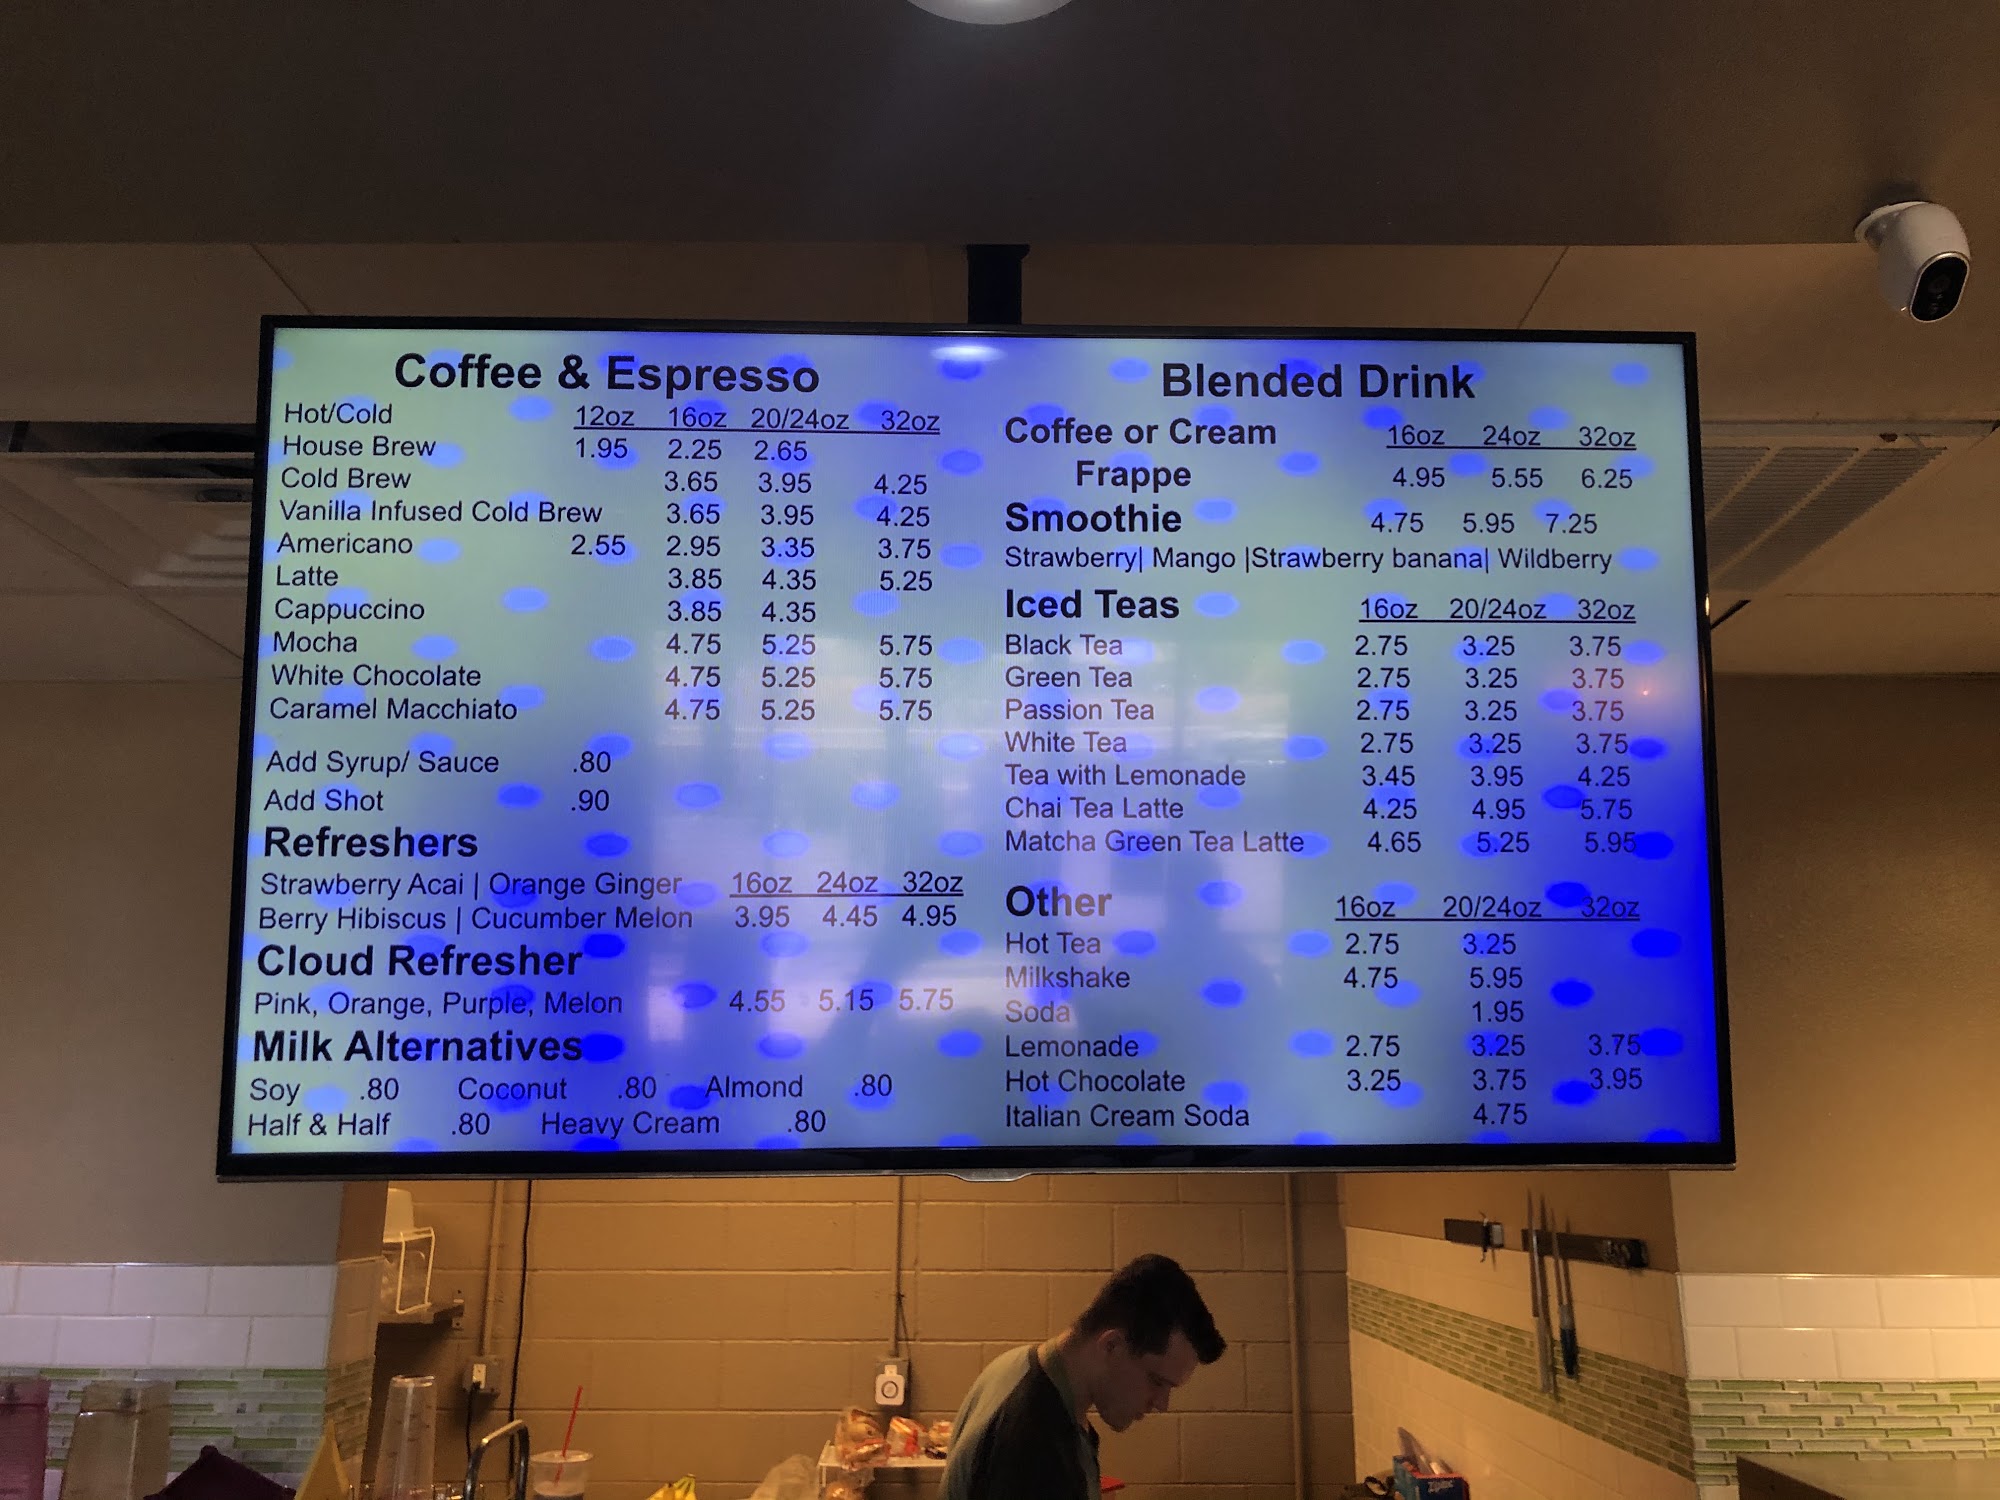 Coffee & Espresso
Hot/Cold 12oz 16oz 20/24oz 32oz
House Brew 1.95 2.25 2.65
Cold Brew 3.65 3.95 4.25
Vanilla Infused Cold Brew 3.65 3.95 4.25
Americano 2.55 2.95 3.35 3.75
Latte 3.85 4.35 5.25
Cappuccino 3.85 4.35
Mocha 4.75 5.25 5.75
White Chocolate 4.75 5.25 5.75
Caramel Macchiato 4.75 5.25 5.75
Add Syrup/ Sauce .80
Add Shot .90
Refreshers
Strawberry Acai | Orange Ginger 16oz 24oz 32oz
Berry Hibiscus | Cucumber Melon 3.95 4.45 4.95
Cloud Refresher
Pink, Orange, Purple, Melon 4.55 5.15 5.75
Milk Alternatives
Soy .80 Coconut .80 Almond .80
Half & Half .80 Heavy Cream .80
Blended Drink
Coffee or Cream 16oz 24oz 32oz
Frappe 4.95 5.55 6.25
Smoothie 4.75 5.95 7.25
Strawberry| Mango |Strawberry banana| Wildberry
Iced Teas 16oz 20/24oz 32oz
Black Tea 2.75 3.25 3.75
Green Tea 2.75 3.25 3.75
Passion Tea 2.75 3.25 3.75
White Tea 2.75 3.25 3.75
Tea with Lemonade 3.45 3.95 4.25
Chai Tea Latte 4.25 4.95 5.75
Matcha Green Tea Latte 4.65 5.25 5.95
Other 16oz 20/24oz 32oz
Hot Tea 2.75 3.25
Milkshake 4.75 5.95
Soda 1.95
Lemonade 2.75 3.25 3.75
Hot Chocolate 3.25 3.75 3.95
Italian Cream Soda 4.75